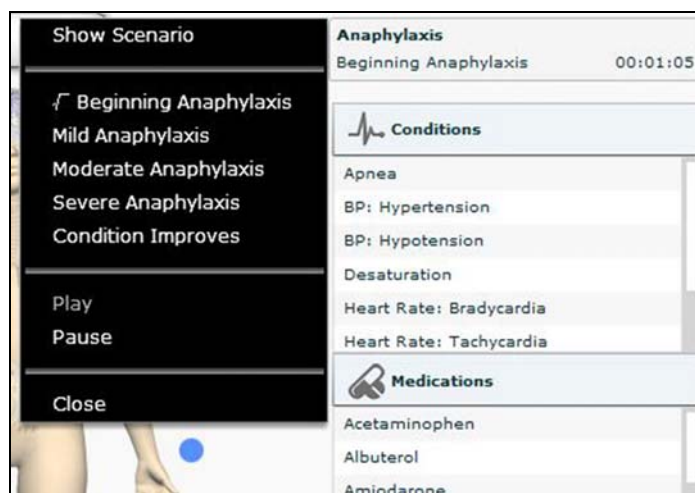 Show Scenario
√ Beginning Anaphylaxis
Mild Anaphylaxis
Moderate Anaphylaxis
Severe Anaphylaxis
Condition Improves
Play
Pause
Close
Anaphylaxis
Beginning Anaphylaxis 00:01:05
Conditions
Apnea
BP: Hypertension
BP: Hypotension
Desaturation
Heart Rate: Bradycardia
Heart Rate: Tachycardia
Medications
Acetaminophen
Albuterol
Amiodarone